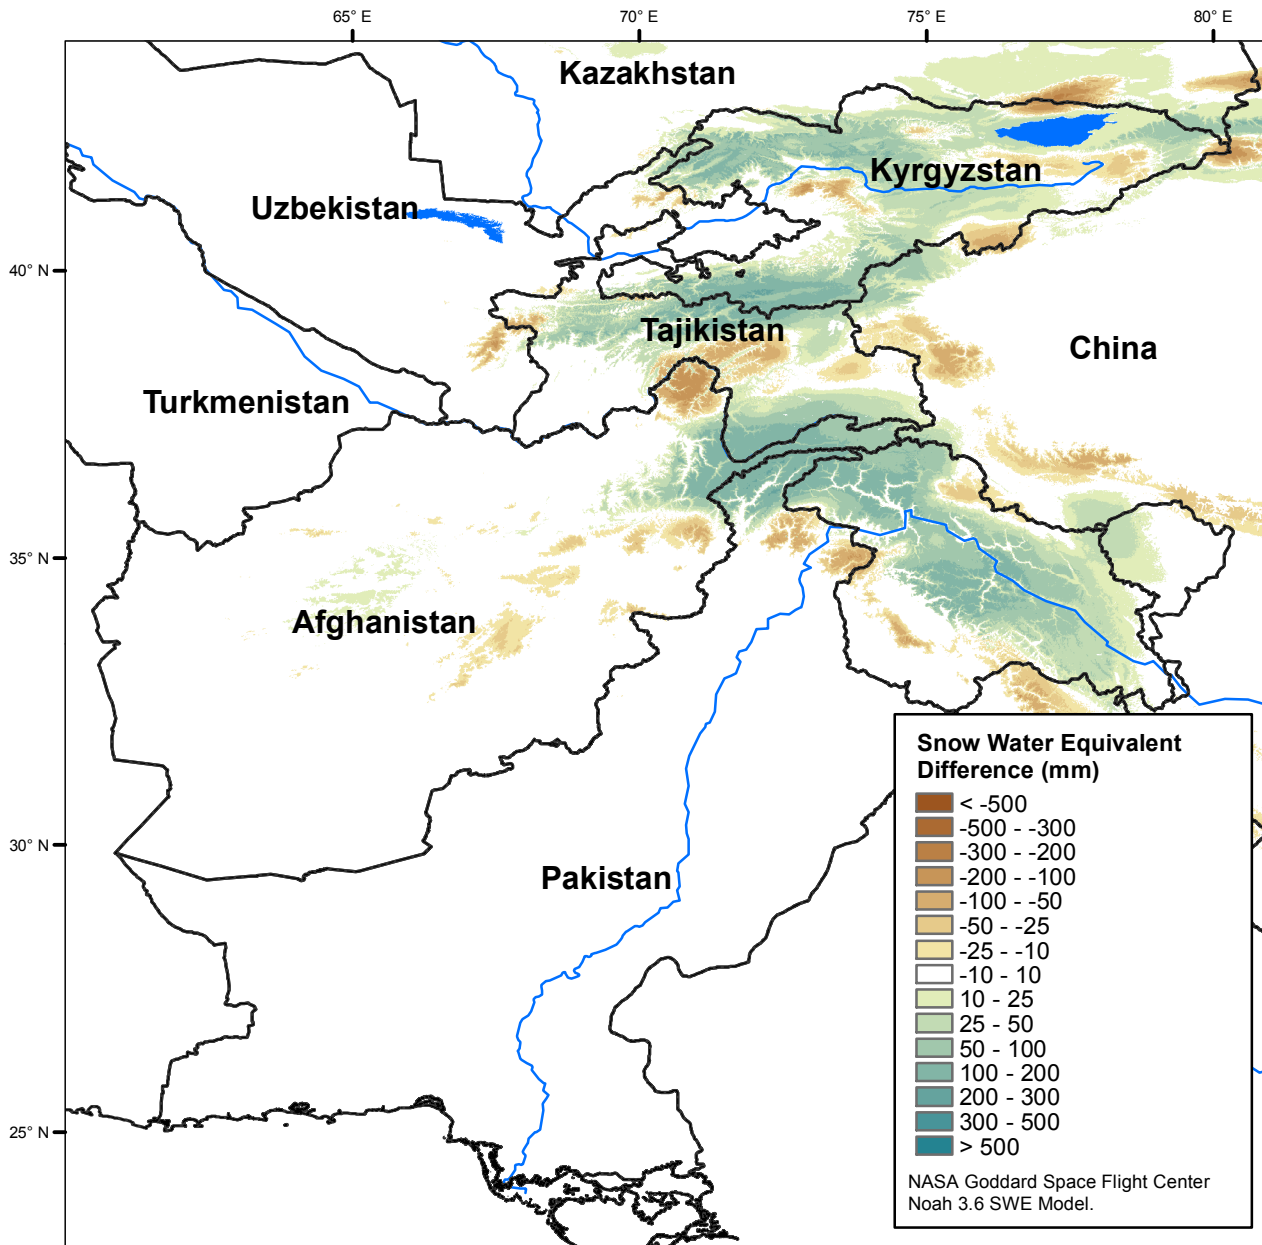 65° E
70° E
75° E
80° E
Kazakhstan
Kyrgyzstan
Uzbekistan
40° N
Tajikistan
China
Turkmenistan
35° N
Afghanistan
30° N
Pakistan
25° N
Snow Water Equivalent
Difference (mm)
< -500
-500 - -300
-300 - -200
-200 - -100
-100 - -50
-50 - -25
-25 - -10
-10 - 10
10 - 25
25 - 50
50 - 100
100 - 200
200 - 300
300 - 500
> 500
NASA Goddard Space Flight Center
Noah 3.6 SWE Model.